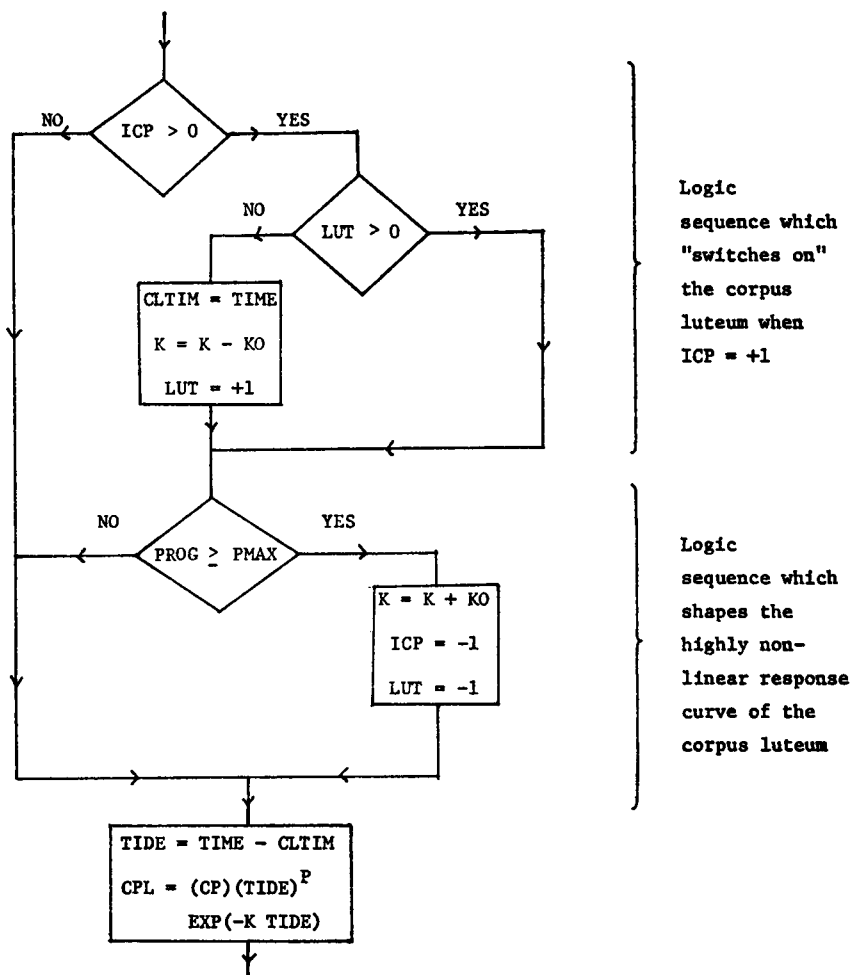 NO
ICP > 0
YES
NO
LUT > 0
YES
CLTIM = TIME
K = K - KO
LUT = +1
Logic
sequence which
"switches on"
the corpus
luteum when
ICP = +1
NO
PROG ≥ PMAX
YES
K = K + KO
ICP = -1
LUT = -1
Logic
sequence which
shapes the
highly non-
linear response
curve of the
corpus luteum
TIDE = TIME - CLTIM
CPL = (CP)(TIDE)^P
EXP(-K TIDE)